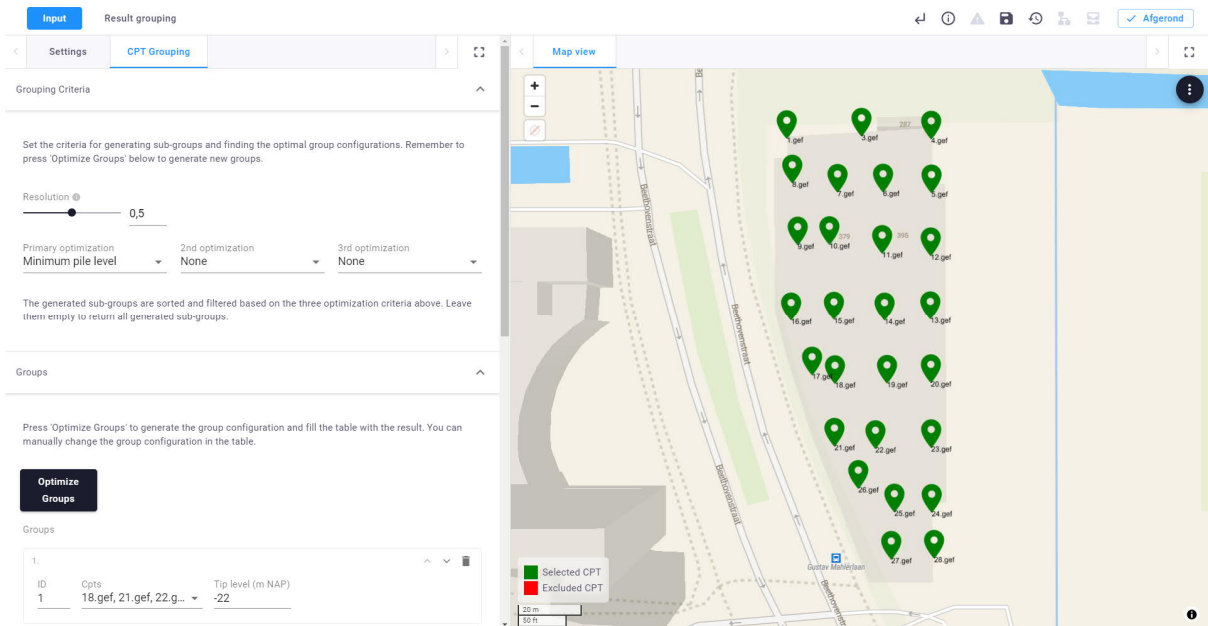 Input
Result grouping
Afgerond
Settings
CPT Grouping
Grouping Criteria
Set the criteria for generating sub-groups and finding the optimal group configurations. Remember to
press 'Optimize Groups' below to generate new groups.
Resolution
0,5
Primary optimization
Minimum pile level
2nd optimization
None
3rd optimization
None
The generated sub-groups are sorted and filtered based on the three optimization criteria above. Leave
them empty to return all generated sub-groups.
Groups
Press 'Optimize Groups' to generate the group configuration and fill the table with the result. You can
manually change the group configuration in the table.
Optimize
Groups
Groups
1.
ID
1
Cpts
18.gef, 21.gef, 22.g...
Tip level (m NAP)
-22
Map view
+
−
Be
287
1.gef
3.gef
4.gef
8.gef
7.gef
6.gef
5.gef
Beethovenstraat
379
395
9.gef
10.gef
11.gef
12.gef
16.gef
15.gef
14.gef
13.gef
Beethovenstraat
17.gef
18.gef
19.gef
20.gef
21.gef
22.gef
23.gef
Beethovenstraat
26.gef
25.gef
24.gef
27.gef
28.gef
Gustav Mahlerlaan
Beethovenstraat
Selected CPT
Excluded CPT
20 m
50 ft